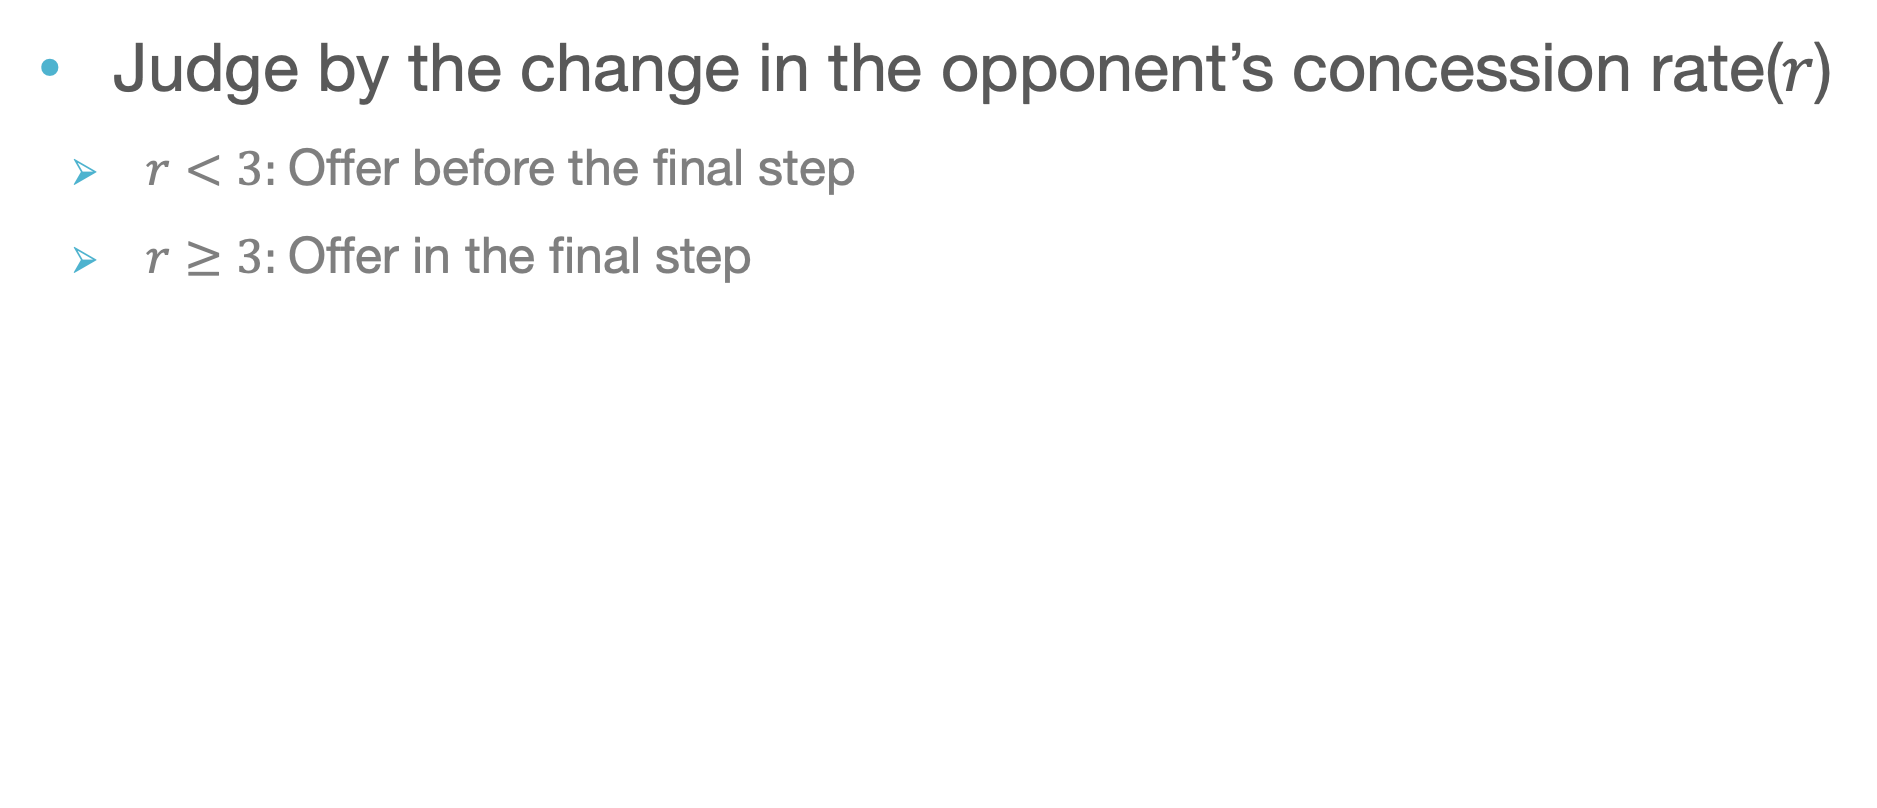 • Judge by the change in the opponent’s concession rate(r)
➢ r < 3: Offer before the final step
➢ r ≥ 3: Offer in the final step